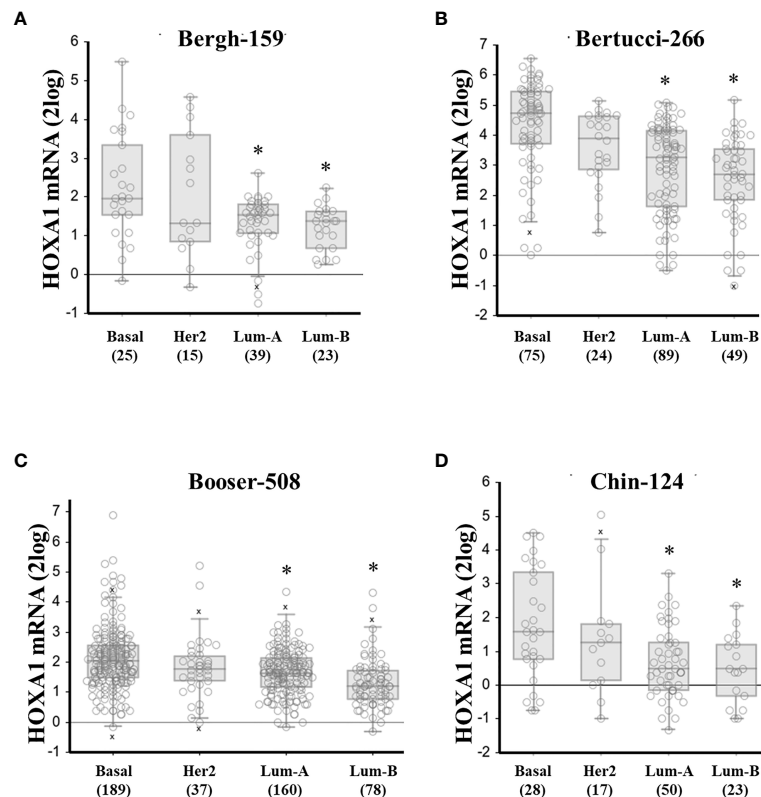 A
Bergh-159
HOXA1 mRNA (2log)
6
5
4
3
2
1
0
-1
*
*
x
Basal Her2 Lum-A Lum-B
(25) (15) (39) (23)
B
Bertucci-266
HOXA1 mRNA (2log)
7
6
5
4
3
2
1
0
-1
-2
*
*
x
x
Basal Her2 Lum-A Lum-B
(75) (24) (89) (49)
C
Booser-508
HOXA1 mRNA (2log)
7
6
5
4
3
2
1
0
-1
*
*
x
x
x
x
x
x
Basal Her2 Lum-A Lum-B
(189) (37) (160) (78)
D
Chin-124
HOXA1 mRNA (2log)
6
5
4
3
2
1
0
-1
-2
*
*
x
Basal Her2 Lum-A Lum-B
(28) (17) (50) (23)